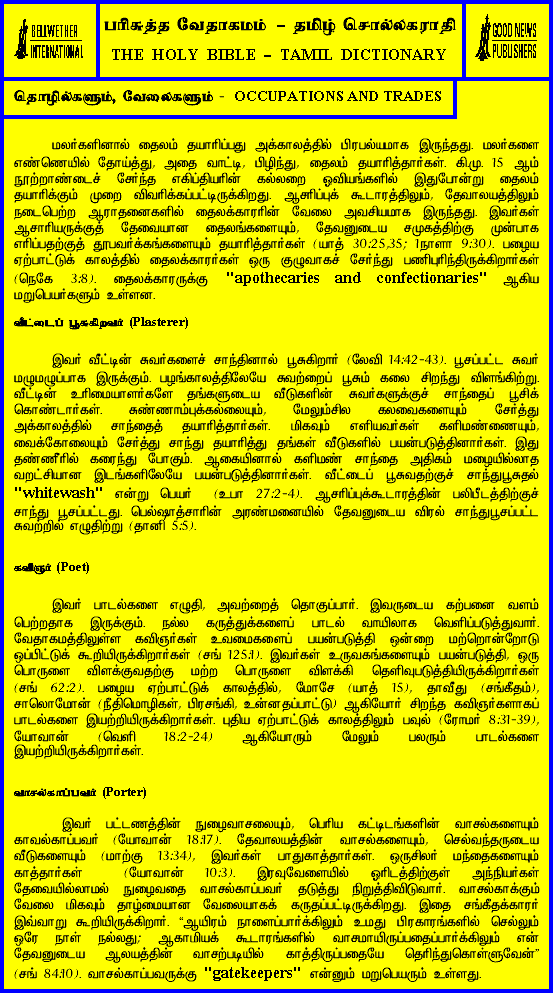 BELLWETHER
INTERNATIONAL
பரிசுத்த வேதாகமம் – தமிழ் சொல்லகராதி
THE HOLY BIBLE – TAMIL DICTIONARY
GOOD NEWS
PUBLISHERS
தொழில்களும், வேலைகளும் - OCCUPATIONS AND TRADES
மலர்களினால் தைலம் தயாரிப்பது அக்காலத்தில் பிரபல்யமாக இருந்தது. மலர்களை
எண்ணெயில் தோய்த்து, அதை வாட்டி, பிழிந்து, தைலம் தயாரித்தார்கள். கி.மு. 15 ஆம்
நூற்றாண்டைச் சேர்ந்த எகிப்தியரின் கல்லறை ஓவியங்களில் இதுபோன்று தைலம்
தயாரிக்கும் முறை விவரிக்கப்பட்டிருக்கிறது. ஆசரிப்புக் கூடாரத்திலும், தேவாலயத்திலும்
நடைபெற்ற ஆராதனைகளில் தைலக்காரரின் வேலை அவசியமாக இருந்தது. இவர்கள்
ஆசாரியருக்குத் தேவையான தைலங்களையும், தேவனுடைய சமுகத்திற்கு முன்பாக
எரிப்பதற்குத் தூபவர்க்கங்களையும் தயாரித்தார்கள் (யாத் 30:25,35; 1நாளா 9:30). பழைய
ஏற்பாட்டுக் காலத்தில் தைலக்காரர்கள் ஒரு குழுவாகச் சேர்ந்து பணிபுரிந்திருக்கிறார்கள்
(நெகே 3:8). தைலக்காரருக்கு "apothecaries and confectionaries" ஆகிய
மறுபெயர்களும் உள்ளன.
வீட்டைப் பூசுகிறவர் (Plasterer)
இவர் வீட்டின் சுவர்களைச் சாந்தினால் பூசுகிறார் (லேவி 14:42-43). பூசப்பட்ட சுவர்
மழுமழுப்பாக இருக்கும். பழங்காலத்திலேயே சுவற்றைப் பூசும் கலை சிறந்து விளங்கிற்று.
வீட்டின் உரிமையாளர்களே தங்களுடைய வீடுகளின் சுவர்களுக்குச் சாந்தைப் பூசிக்
கொண்டார்கள். சுண்ணாம்புக்கல்லையும், மேலும்சில கலவைகளையும் சேர்த்து
அக்காலத்தில் சாந்தைத் தயாரித்தார்கள். மிகவும் எளியவர்கள் களிமண்ணையும்,
வைக்கோலையும் சேர்த்து சாந்து தயாரித்து தங்கள் வீடுகளில் பயன்படுத்தினார்கள். இது
தண்ணீரில் கரைந்து போகும். ஆகையினால் களிமண் சாந்தை அதிகம் மழையில்லாத
வறட்சியான இடங்களிலேயே பயன்படுத்தினார்கள். வீட்டைப் பூசுவதற்குச் சாந்துபூசுதல்
"whitewash" என்று பெயர் (உபா 27:2-4). ஆசரிப்புக்கூடாரத்தின் பலிபீடத்திற்குச்
சாந்து பூசப்பட்டது. பெல்ஷாத்சாரின் அரண்மனையில் தேவனுடைய விரல் சாந்துபூசப்பட்ட
சுவற்றில் எழுதிற்று (தானி 5:5).
கவிஞர் (Poet)
இவர் பாடல்களை எழுதி, அவற்றைத் தொகுப்பார். இவருடைய கற்பனை வளம்
பெற்றதாக இருக்கும். நல்ல கருத்துக்களைப் பாடல் வாயிலாக வெளிப்படுத்துவார்.
வேதாகமத்திலுள்ள கவிஞர்கள் உவமைகளைப் பயன்படுத்தி ஒன்றை மற்றொன்றோடு
ஒப்பிட்டுக் கூறியிருக்கிறார்கள் (சங் 125:1). இவர்கள் உருவகங்களையும் பயன்படுத்தி, ஒரு
பொருளை விளக்குவதற்கு மற்ற பொருளை விளக்கி தெளிவுபடுத்தியிருக்கிறார்கள்
(சங் 62:2). பழைய ஏற்பாட்டுக் காலத்தில், மோசே (யாத் 15), தாவீது (சங்கீதம்),
சாலொமோன் (நீதிமொழிகள், பிரசங்கி, உன்னதப்பாட்டு) ஆகியோர் சிறந்த கவிஞர்களாகப்
பாடல்களை இயற்றியிருக்கிறார்கள். புதிய ஏற்பாட்டுக் காலத்திலும் பவுல் (ரோமர் 8:31-39),
யோவான் (வெளி 18:2-24) ஆகியோரும் மேலும் பலரும் பாடல்களை
இயற்றியிருக்கிறார்கள்.
வாசல்காப்பவர் (Porter)
இவர் பட்டணத்தின் நுழைவாசலையும், பெரிய கட்டிடங்களின் வாசல்களையும்
காவல்காப்பவர் (யோவான் 18:17). தேவாலயத்தின் வாசல்களையும், செல்வந்தருடைய
வீடுகளையும் (மாற்கு 13:34), இவர்கள் பாதுகாத்தார்கள். ஒருசிலர் மந்தைகளையும்
காத்தார்கள் (யோவான் 10:3). இரவுவேளையில் ஓரிடத்திற்குள் அந்நியர்கள்
தேவையில்லாமல் நுழைவதை வாசல்காப்பவர் தடுத்து நிறுத்திவிடுவார். வாசல்காக்கும்
வேலை மிகவும் தாழ்மையான வேலையாகக் கருதப்பட்டிருக்கிறது. இதை சங்கீதக்காரர்
இவ்வாறு கூறியிருக்கிறார். "ஆயிரம் நாளைப்பார்க்கிலும் உமது பிரகாரங்களில் செல்லும்
ஒரே நாள் நல்லது; ஆகாமியக் கூடாரங்களில் வாசமாயிருப்பதைப்பார்க்கிலும் என்
தேவனுடைய ஆலயத்தின் வாசற்படியில் காத்திருப்பதையே தெரிந்துகொள்ளுவேன்"
(சங் 84:10). வாசல்காப்பவருக்கு "gatekeepers" என்னும் மறுபெயரும் உள்ளது.